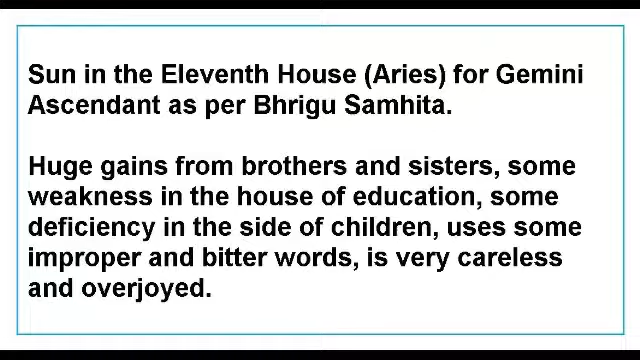 Sun in the Eleventh House (Aries) for Gemini
Ascendant as per Bhrigu Samhita.
Huge gains from brothers and sisters, some
weakness in the house of education, some
deficiency in the side of children, uses some
improper and bitter words, is very careless
and overjoyed.